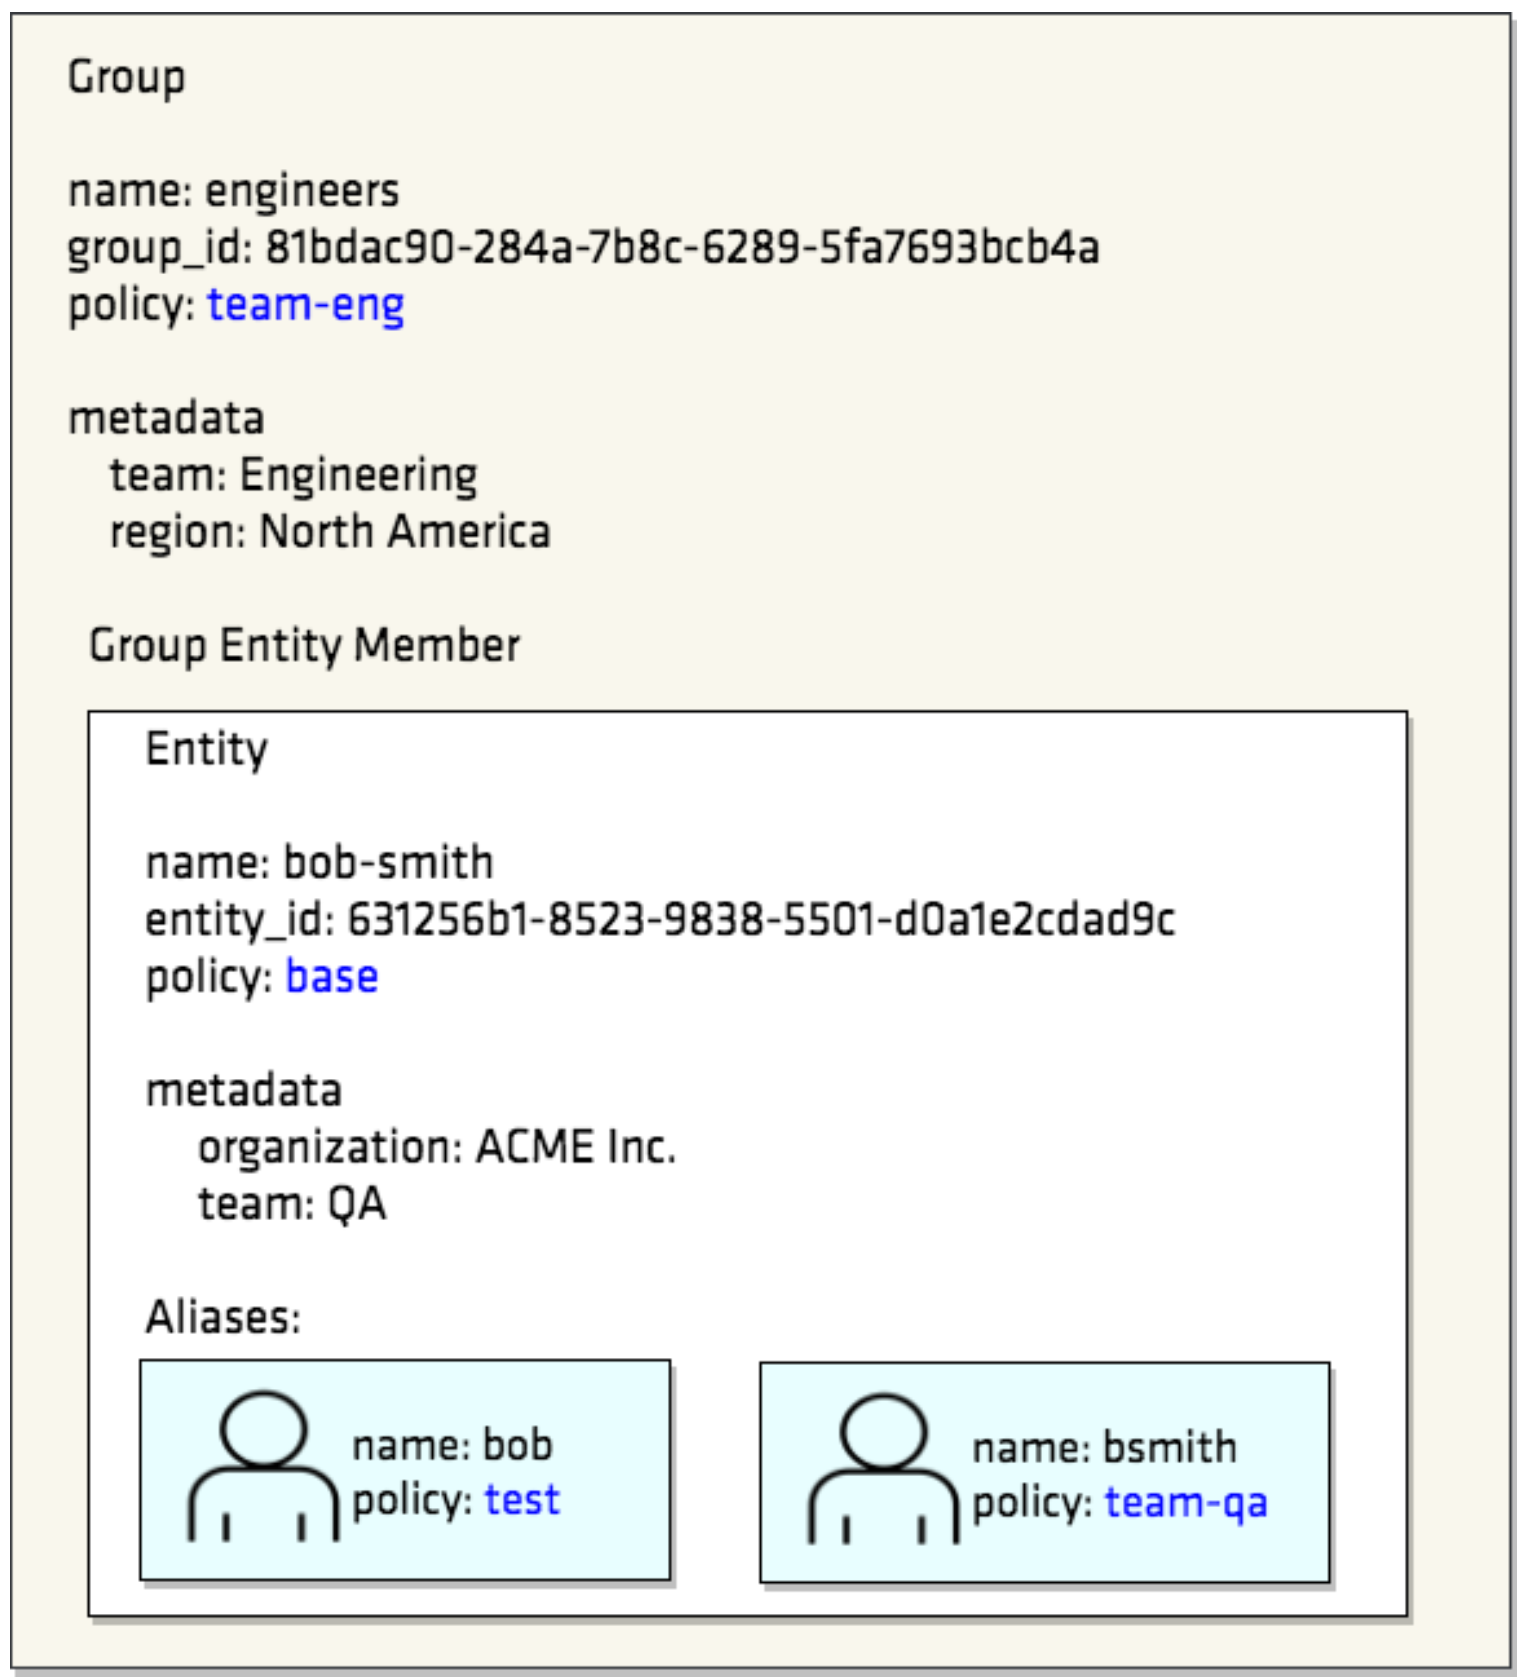 Group
name: engineers
group_id: 81bdac90-284a-7b8c-6289-5fa7693bcb4a
policy: team-eng
metadata
team: Engineering
region: North America
Group Entity Member
Entity
name: bob-smith
entity_id: 631256b1-8523-9838-5501-d0a1e2cdad9c
policy: base
metadata
organization: ACME Inc.
team: QA
Aliases:
name: bob
policy: test
name: bsmith
policy: team-qa